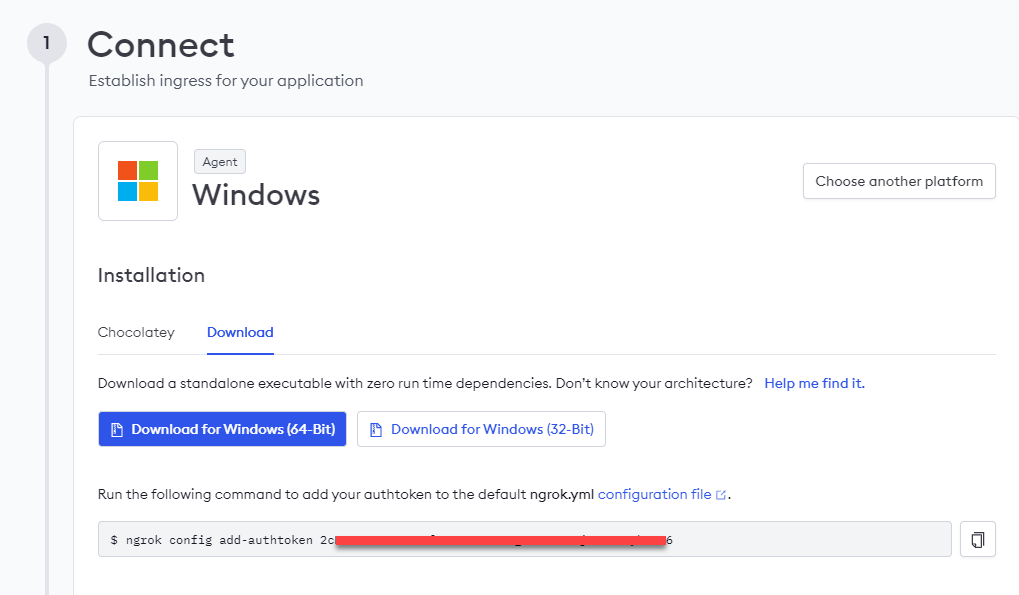 1
Connect
Establish ingress for your application
Agent
Windows
Choose another platform
Installation
Chocolatey Download
Download a standalone executable with zero run time dependencies. Don’t know your architecture? Help me find it.
Download for Windows (64-Bit) Download for Windows (32-Bit)
Run the following command to add your authtoken to the default ngrok.yml configuration file.
$ ngrok config add-authtoken